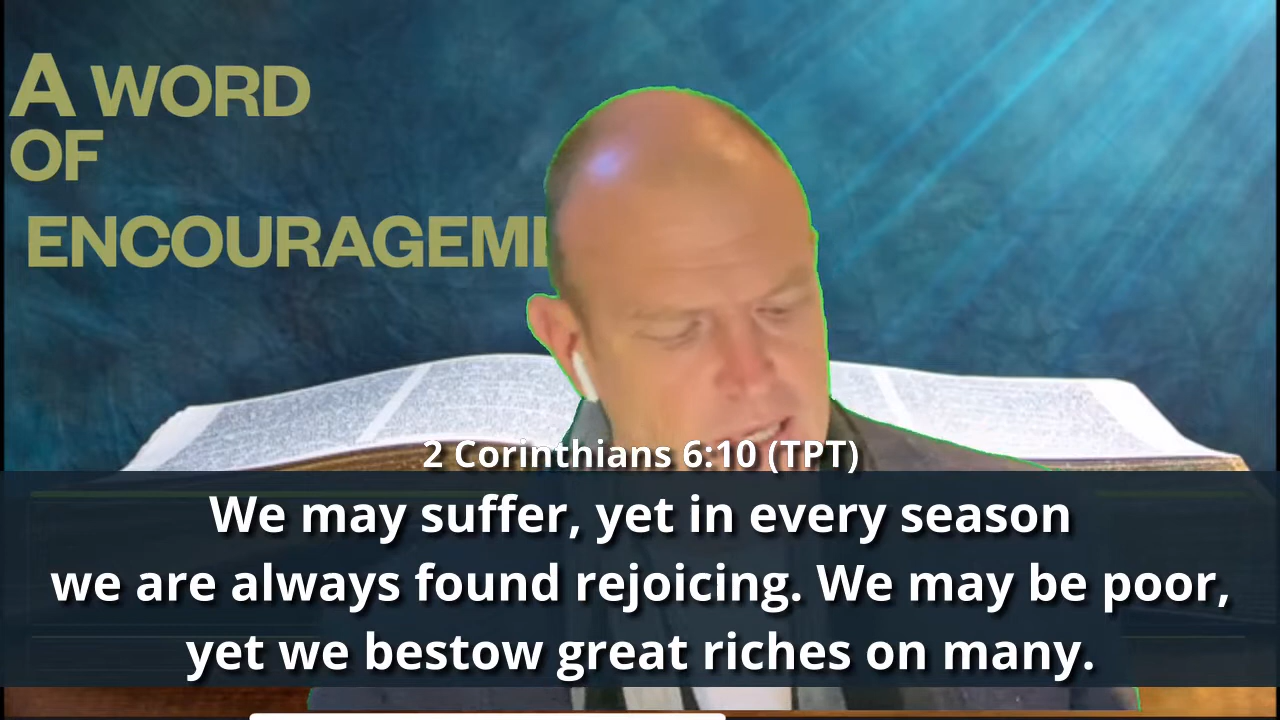 A WORD
OF
ENCOURAGEME
2 Corinthians 6:10 (TPT)
We may suffer, yet in every season
we are always found rejoicing. We may be poor,
yet we bestow great riches on many.